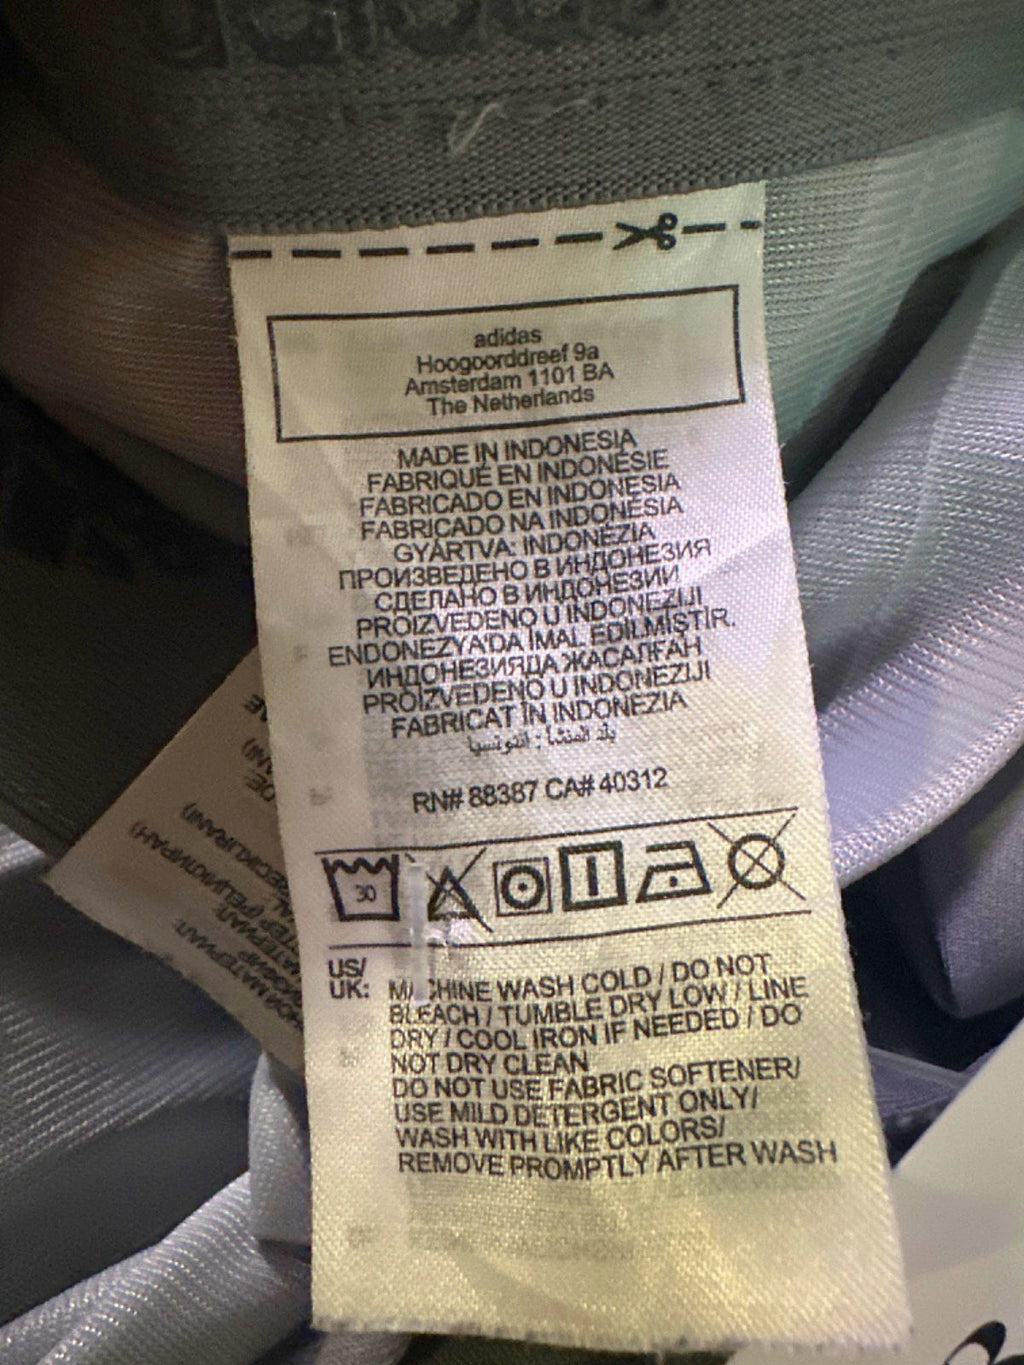 adidas
Hoogoorddreef 9a
Amsterdam 1101 BA
The Netherlands
MADE IN INDONESIA
FABRIQUÉ EN INDONÉSIE
FABRICADO EN INDONESIA
FABRICADO NA INDONÉSIA
GYÁRTVA: INDONÉZIA
ПРОИЗВЕДЕНО В ИНДОНЕЗИЯ
СДЕЛАНО В ИНДОНЕЗИИ
PROIZVEDENO U INDONEZIJI
ENDONEZYA'DA İMAL EDİLMİŞTİR.
ИНДОНЕЗИЯДА ЖАСАЛҒАН
PROIZVEDENO U INDONEZIJI
FABRICAT ÎN INDONEZIA
بلد المنشأ : اندونيسيا
RN# 88387 CA# 40312
30
US/
UK: MACHINE WASH COLD / DO NOT
BLEACH / TUMBLE DRY LOW / LINE
DRY / COOL IRON IF NEEDED / DO
NOT DRY CLEAN
DO NOT USE FABRIC SOFTENER/
USE MILD DETERGENT ONLY/
WASH WITH LIKE COLORS/
REMOVE PROMPTLY AFTER WASH